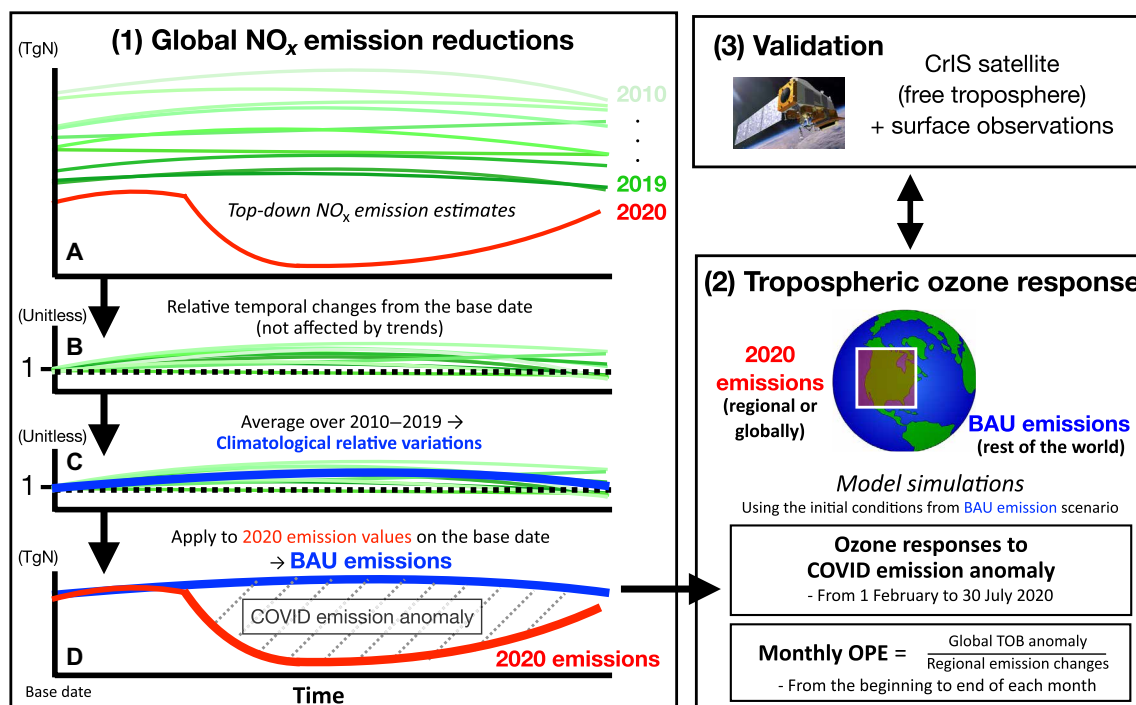 (1) Global NOx emission reductions
(TgN)
2010
.
.
.
2019
2020
Top-down NOx emission estimates
A
Relative temporal changes from the base date
(not affected by trends)
(Unitless)
B
1
Average over 2010–2019 →
Climatological relative variations
(Unitless)
C
1
Apply to 2020 emission values on the base date
→ BAU emissions
(TgN)
COVID emission anomaly
D
2020 emissions
Base date
Time
(3) Validation
CrIS satellite
(free troposphere)
+ surface observations
(2) Tropospheric ozone response
2020
emissions
(regional or
globally)
BAU emissions
(rest of the world)
Model simulations
Using the initial conditions from BAU emission scenario
Ozone responses to
COVID emission anomaly
- From 1 February to 30 July 2020
Monthly OPE = Global TOB anomaly
Regional emission changes
- From the beginning to end of each month